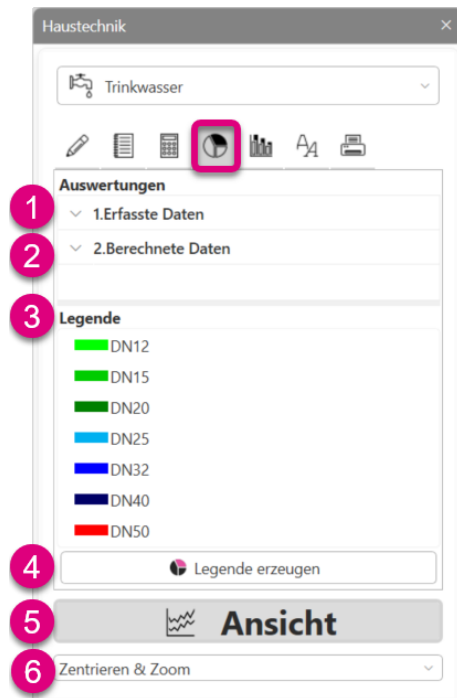 Haustechnik
Trinkwasser
AA
Auswertungen
1 1.Erfasste Daten
2 2.Berechnete Daten
3 Legende
DN12
DN15
DN20
DN25
DN32
DN40
DN50
4 Legende erzeugen
5 Ansicht
6 Zentrieren & Zoom